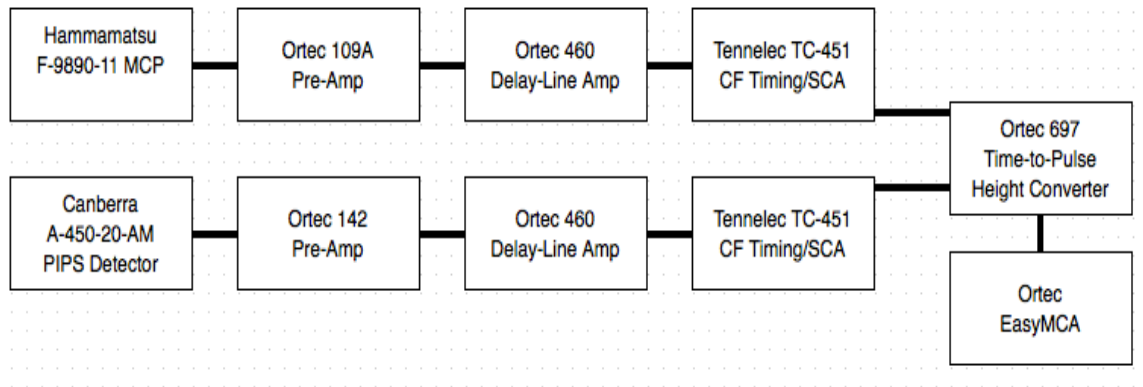 Hammamatsu
F-9890-11 MCP
Ortec 109A
Pre-Amp
Ortec 460
Delay-Line Amp
Tennelec TC-451
CF Timing/SCA
Ortec 697
Time-to-Pulse
Height Converter
Canberra
A-450-20-AM
PIPS Detector
Ortec 142
Pre-Amp
Ortec 460
Delay-Line Amp
Tennelec TC-451
CF Timing/SCA
Ortec
EasyMCA